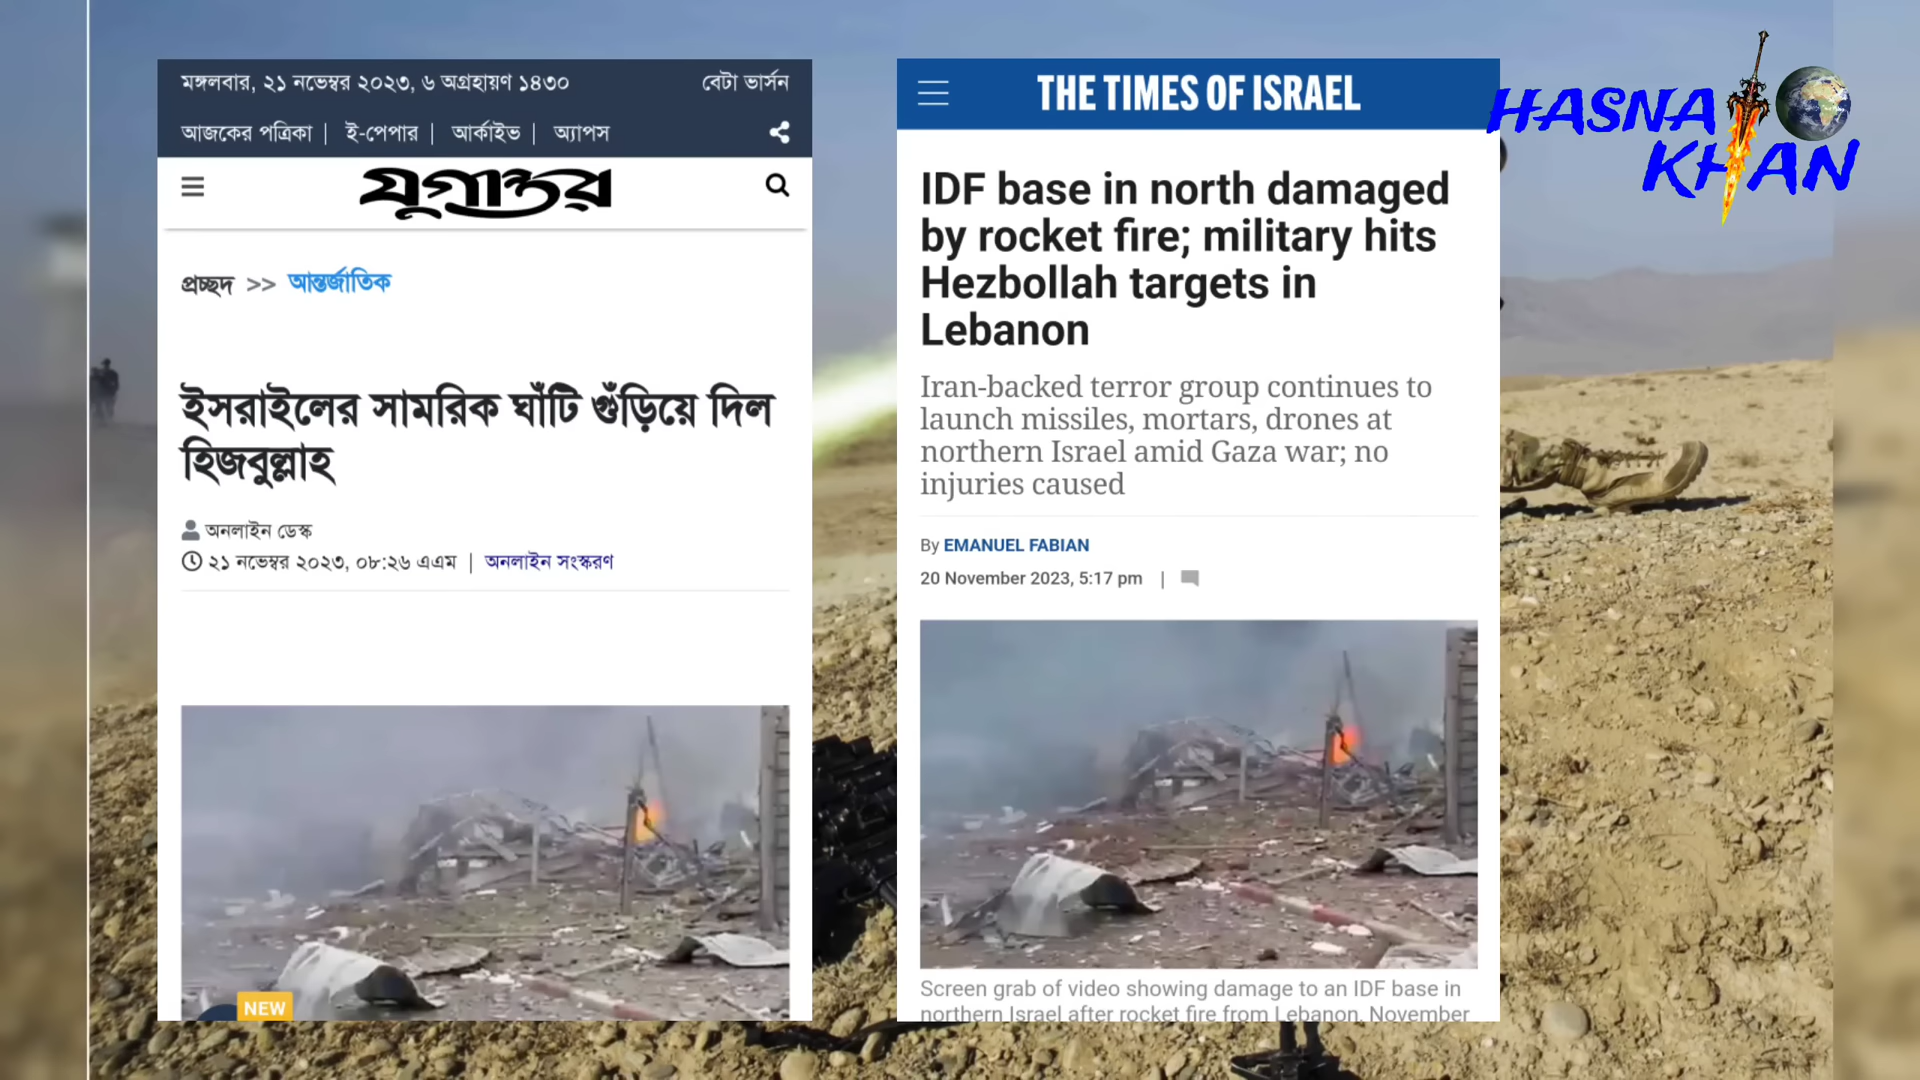 মঙ্গলবার, ২১ নভেম্বর ২০২৩, ৬ অগ্রহায়ণ ১৪৩০
বেটা ভার্সন
আজকের পত্রিকা | ই-পেপার | আর্কাইভ | অ্যাপস
যুগান্তর
প্রচ্ছদ >> আন্তর্জাতিক
ইসরাইলের সামরিক ঘাঁটি গুঁড়িয়ে দিল
হিজবুল্লাহ
অনলাইন ডেস্ক
২১ নভেম্বর ২০২৩, ০৮:২৬ এএম | অনলাইন সংস্করণ
NEW
THE TIMES OF ISRAEL
IDF base in north damaged
by rocket fire; military hits
Hezbollah targets in
Lebanon
Iran-backed terror group continues to
launch missiles, mortars, drones at
northern Israel amid Gaza war; no
injuries caused
By EMANUEL FABIAN
20 November 2023, 5:17 pm |
Screen grab of video showing damage to an IDF base in
northern Israel after rocket fire from Lebanon, November
HASNA
KHAN